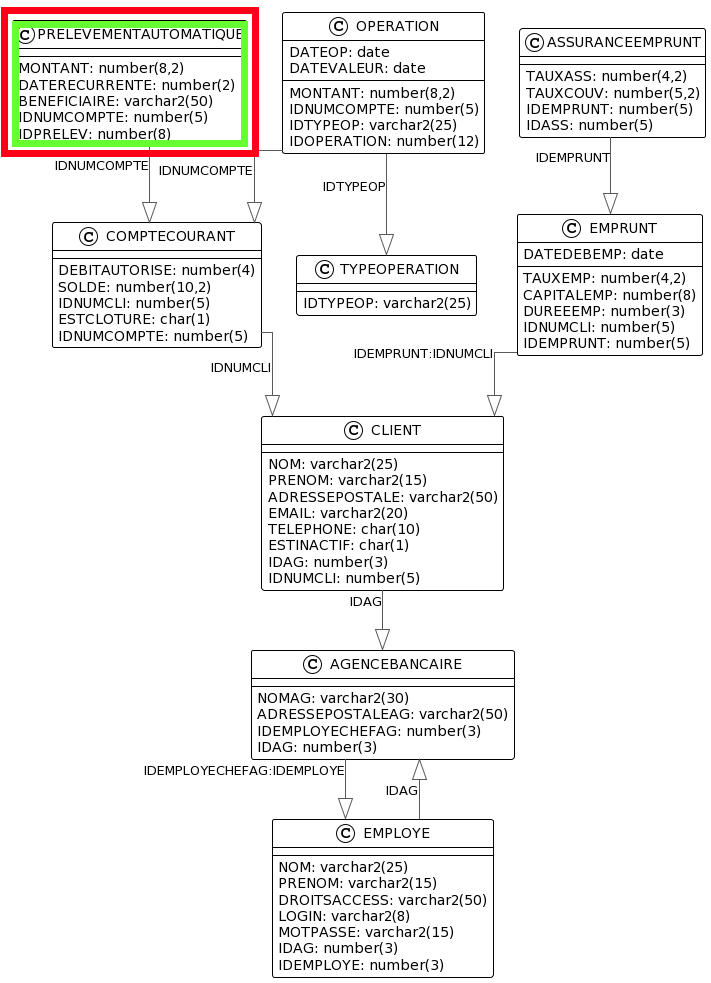 PRELEVEMENTAUTOMATIQUE
MONTANT: number(8,2)
DATERECURRENTE: number(2)
BENEFICIAIRE: varchar2(50)
IDNUMCOMPTE: number(5)
IDPRELEV: number(8)
C OPERATION
DATEOP: date
DATEVALEUR: date
MONTANT: number(8,2)
IDNUMCOMPTE: number(5)
IDTYPEOP: varchar2(25)
IDOPERATION: number(12)
C ASSURANCEEMPRUNT
TAUXASS: number(4,2)
TAUXCOUV: number(5,2)
IDEMPRUNT: number(5)
IDASS: number(5)
IDNUMCOMPTE
IDNUMCOMPTE
IDTYPEOP
IDEMPRUNT
C COMPTECOURANT
DEBITAUTORISE: number(4)
SOLDE: number(10,2)
IDNUMCLI: number(5)
ESTCLOTURE: char(1)
IDNUMCOMPTE: number(5)
C TYPEOPERATION
IDTYPEOP: varchar2(25)
C EMPRUNT
DATEDEBEMP: date
TAUXEMP: number(4,2)
CAPITALEMP: number(8)
DUREEEMP: number(3)
IDNUMCLI: number(5)
IDEMPRUNT: number(5)
IDNUMCLI
IDEMPRUNT:IDNUMCLI
C CLIENT
NOM: varchar2(25)
PRENOM: varchar2(15)
ADRESSEPOSTALE: varchar2(50)
EMAIL: varchar2(20)
TELEPHONE: char(10)
ESTINACTIF: char(1)
IDAG: number(3)
IDNUMCLI: number(5)
IDAG
C AGENCEBANCAIRE
NOMAG: varchar2(30)
ADRESSEPOSTALEAG: varchar2(50)
IDEMPLOYECHEFAG: number(3)
IDAG: number(3)
IDEMPLOYECHEFAG:IDEMPLOYE
IDAG
C EMPLOYE
NOM: varchar2(25)
PRENOM: varchar2(15)
DROITSACCESS: varchar2(50)
LOGIN: varchar2(8)
MOTPASSE: varchar2(15)
IDAG: number(3)
IDEMPLOYE: number(3)